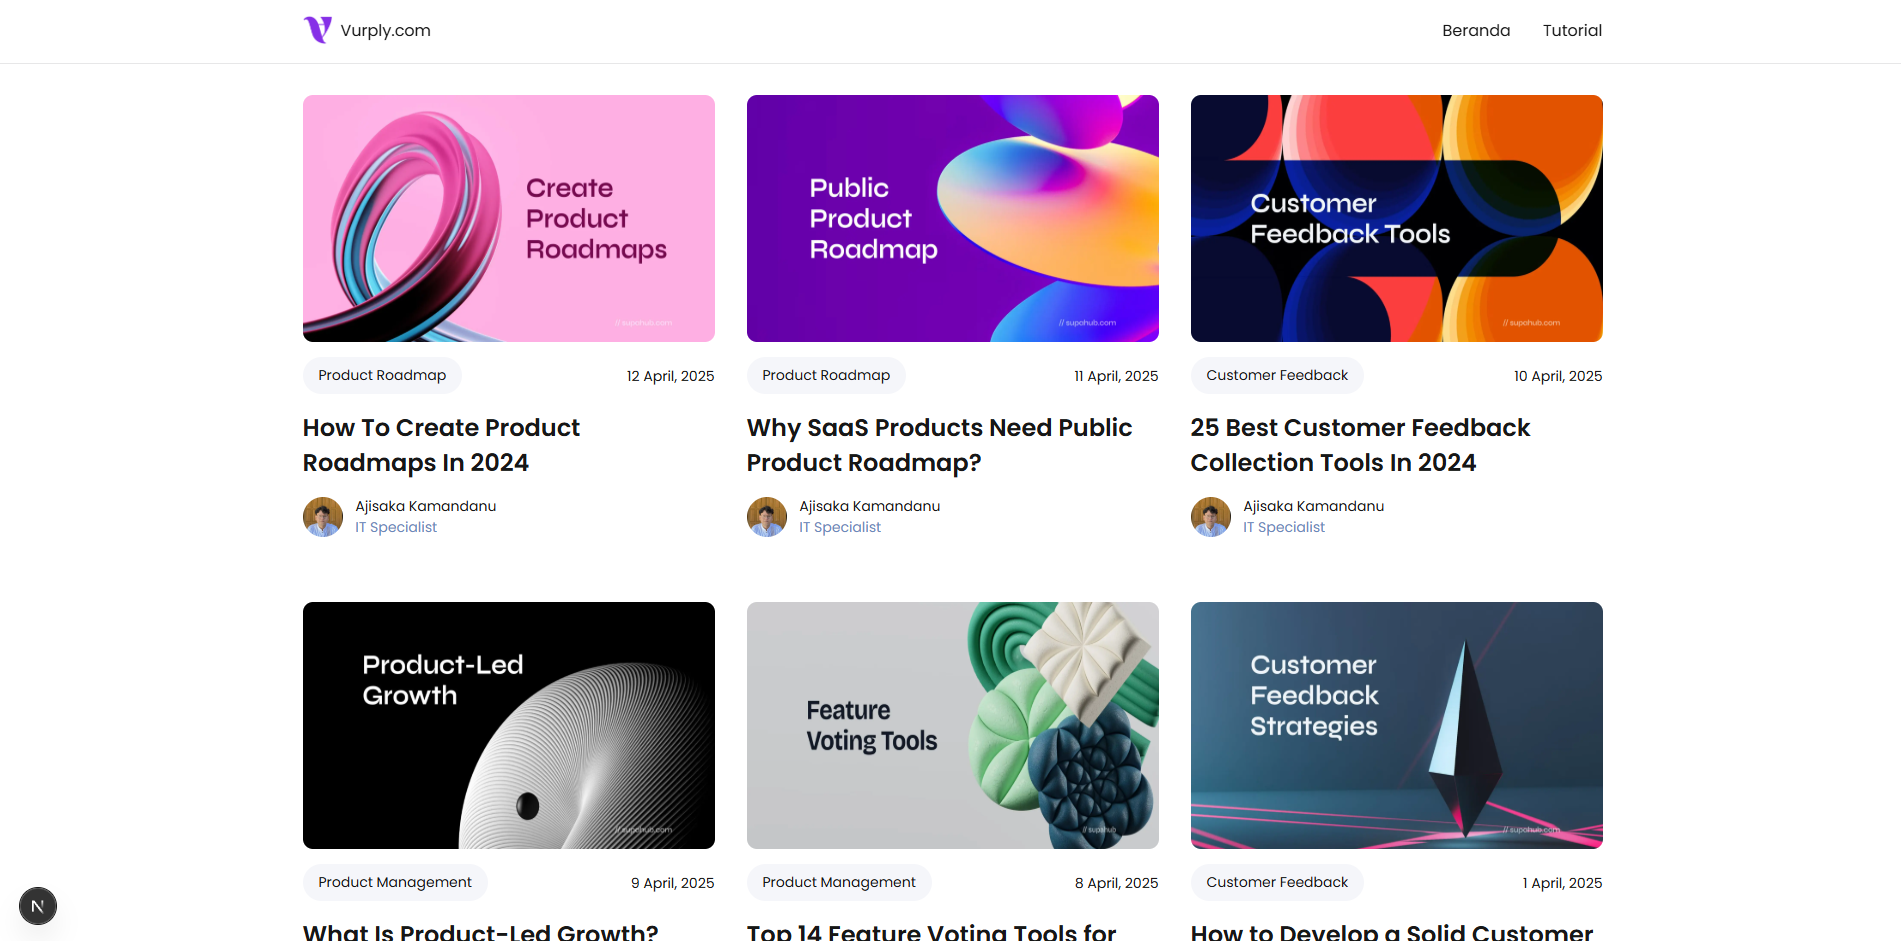 Vurply.com
Beranda
Tutorial
Create
Product
Roadmaps
// supahub.com
Public
Product
Roadmap
// supahub.com
Customer
Feedback Tools
// supahub.com
Product Roadmap
12 April, 2025
Product Roadmap
11 April, 2025
Customer Feedback
10 April, 2025
How To Create Product
Roadmaps In 2024
Why SaaS Products Need Public
Product Roadmap?
25 Best Customer Feedback
Collection Tools In 2024
Ajisaka Kamandanu
IT Specialist
Ajisaka Kamandanu
IT Specialist
Ajisaka Kamandanu
IT Specialist
Product-Led
Growth
// supahub.com
Feature
Voting Tools
// supahub
Customer
Feedback
Strategies
// supahub.com
Product Management
9 April, 2025
Product Management
8 April, 2025
Customer Feedback
1 April, 2025
N
What Is Product-Led Growth?
Top 14 Feature Voting Tools for
How to Develop a Solid Customer